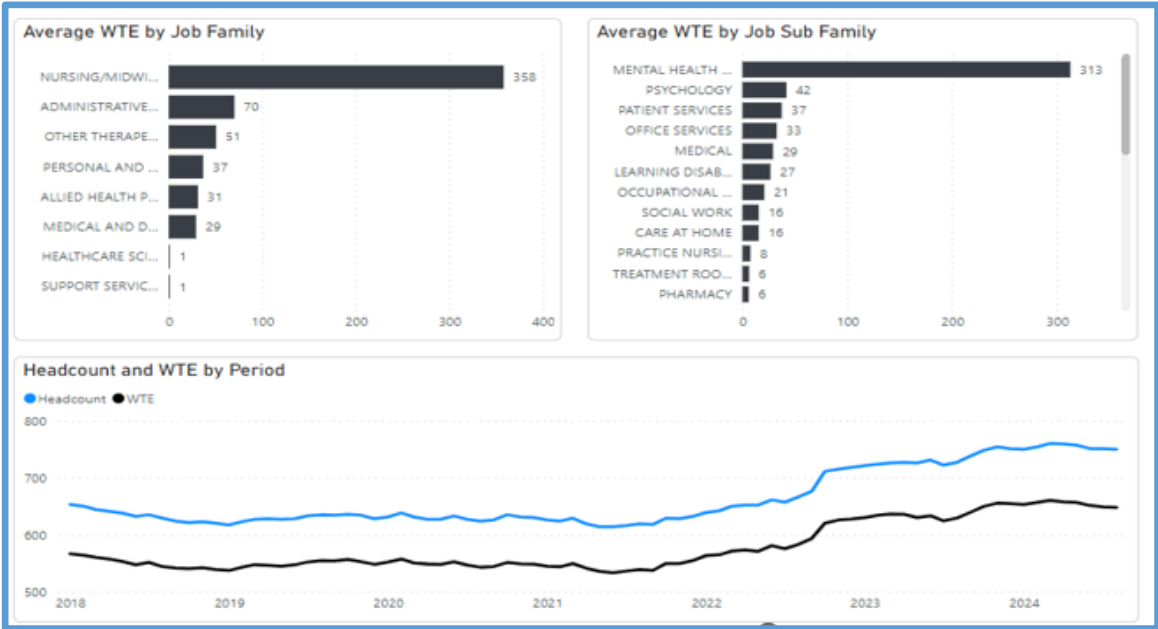 Average WTE by Job Family
NURSING/MIDWI... 358
ADMINISTRATIVE... 70
OTHER THERAPE... 51
PERSONAL AND ... 37
ALLIED HEALTH P... 31
MEDICAL AND D... 29
HEALTHCARE SCI... 1
SUPPORT SERVIC... 1
0 100 200 300 400
Average WTE by Job Sub Family
MENTAL HEALTH ... 313
PSYCHOLOGY 42
PATIENT SERVICES 37
OFFICE SERVICES 33
MEDICAL 29
LEARNING DISAB... 27
OCCUPATIONAL ... 21
SOCIAL WORK 16
CARE AT HOME 16
PRACTICE NURSI... 8
TREATMENT ROO... 6
PHARMACY 6
0 100 200 300
Headcount and WTE by Period
Headcount WTE
800
700
600
500
2018 2019 2020 2021 2022 2023 2024